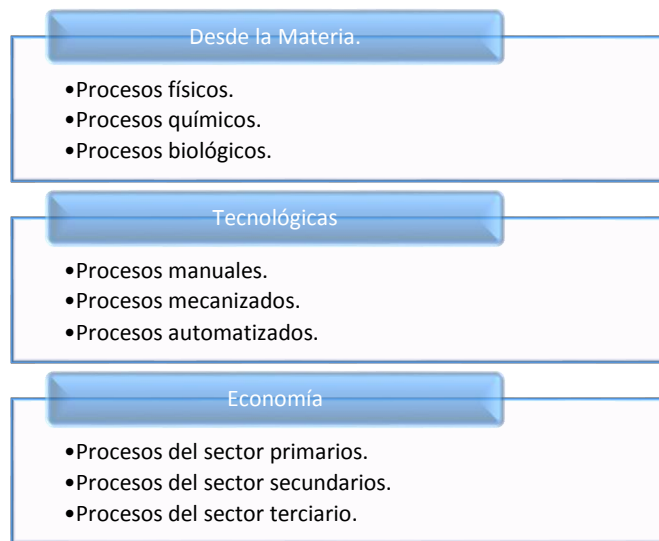 Desde la Materia.
•Procesos físicos.
•Procesos químicos.
•Procesos biológicos.
Tecnológicas
•Procesos manuales.
•Procesos mecanizados.
•Procesos automatizados.
Economía
•Procesos del sector primarios.
•Procesos del sector secundarios.
•Procesos del sector terciario.